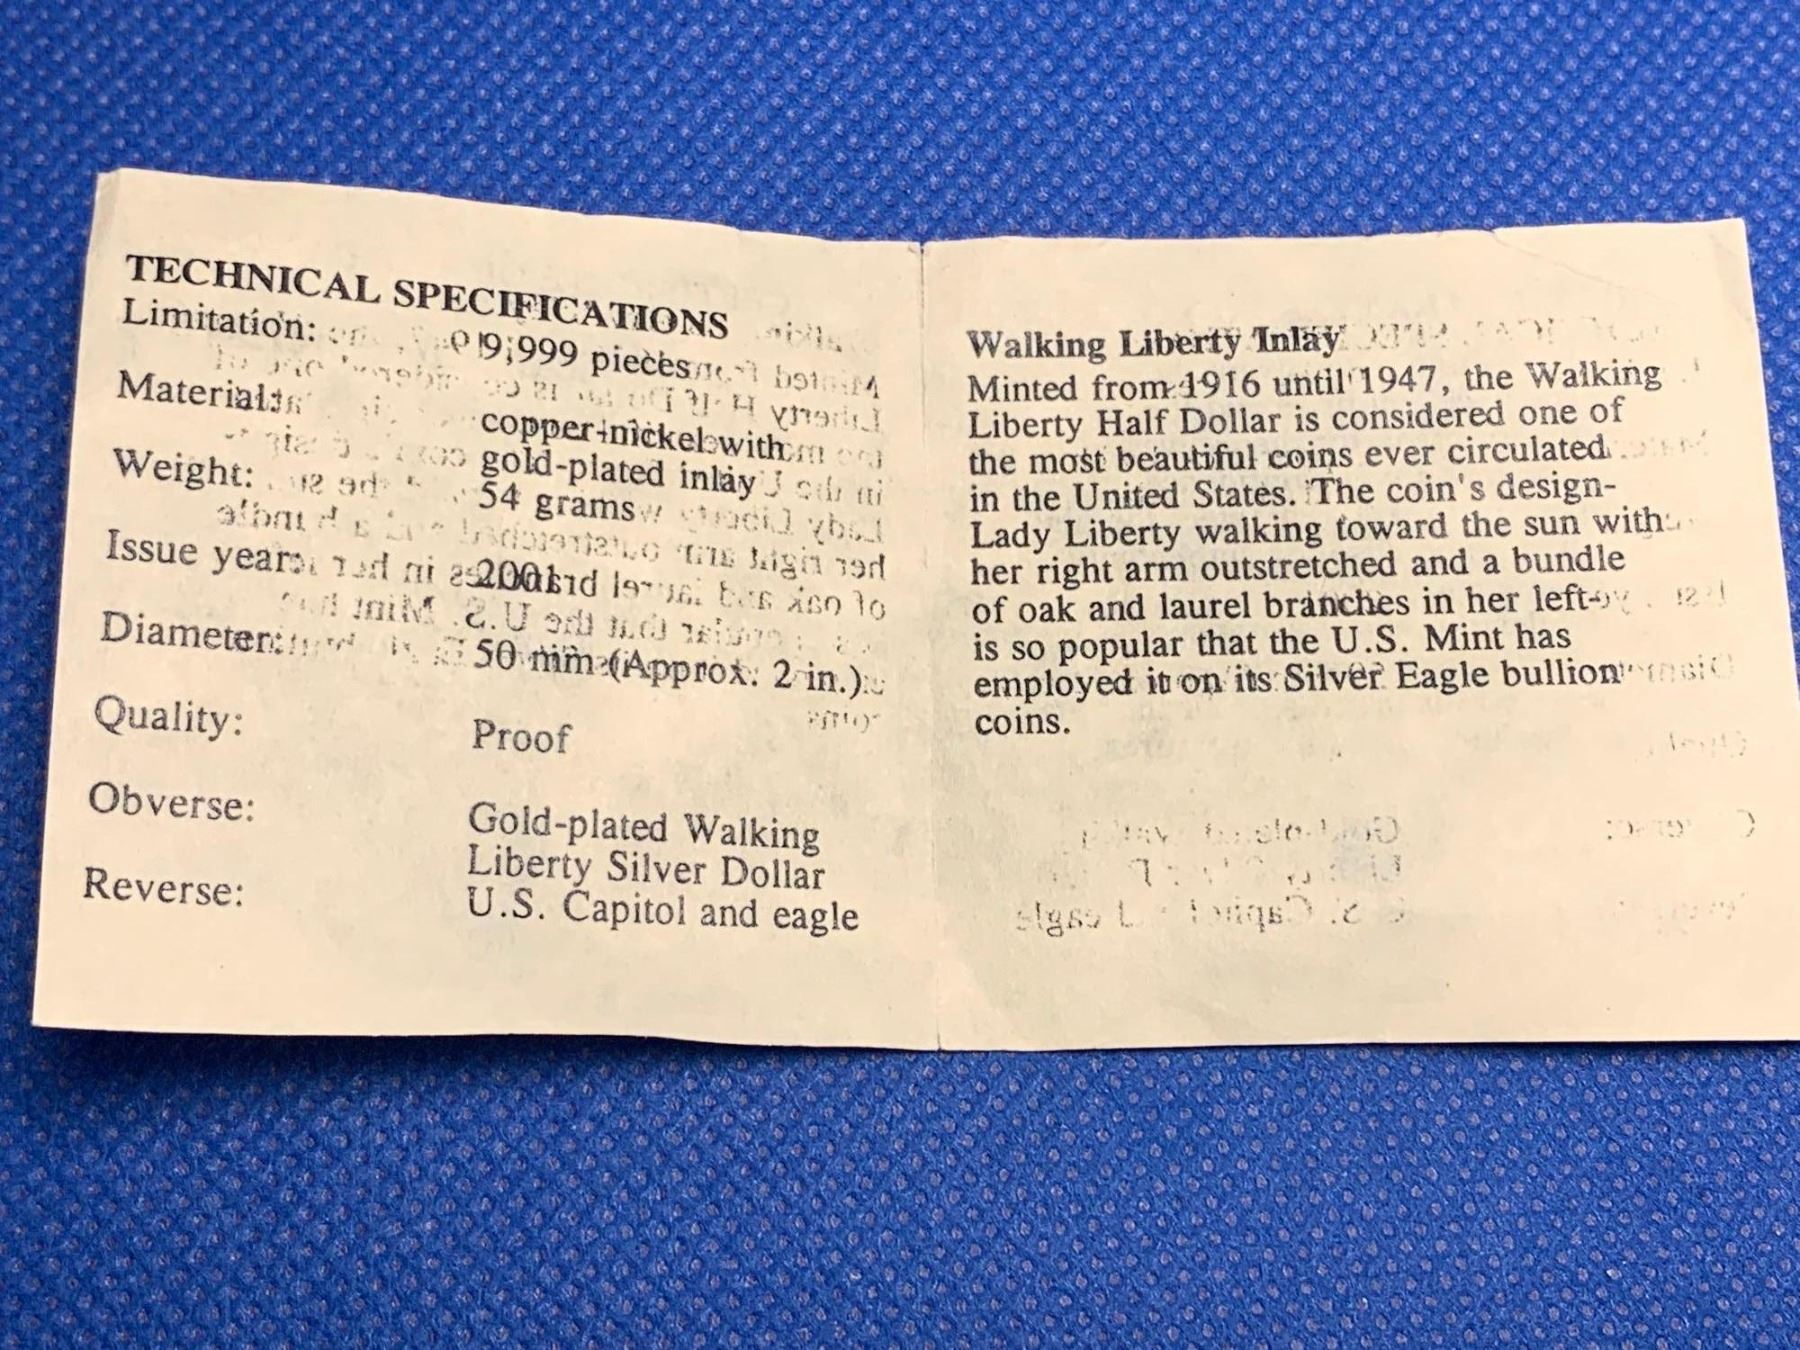 TECHNICAL SPECIFICATIONS
Limitation: 9,999 pieces
Material: copper-nickel with
gold-plated inlay
Weight: 54 grams
Issue year: 2001
Diameter: 50 mm (Approx. 2 in.)
Quality: Proof
Obverse: Gold-plated Walking
Liberty Silver Dollar
Reverse: U.S. Capitol and eagle
Walking Liberty Inlay
Minted from 1916 until 1947, the Walking
Liberty Half Dollar is considered one of
the most beautiful coins ever circulated
in the United States. The coin's design-
Lady Liberty walking toward the sun with
her right arm outstretched and a bundle
of oak and laurel branches in her left-
is so popular that the U.S. Mint has
employed it on its Silver Eagle bullion
coins.